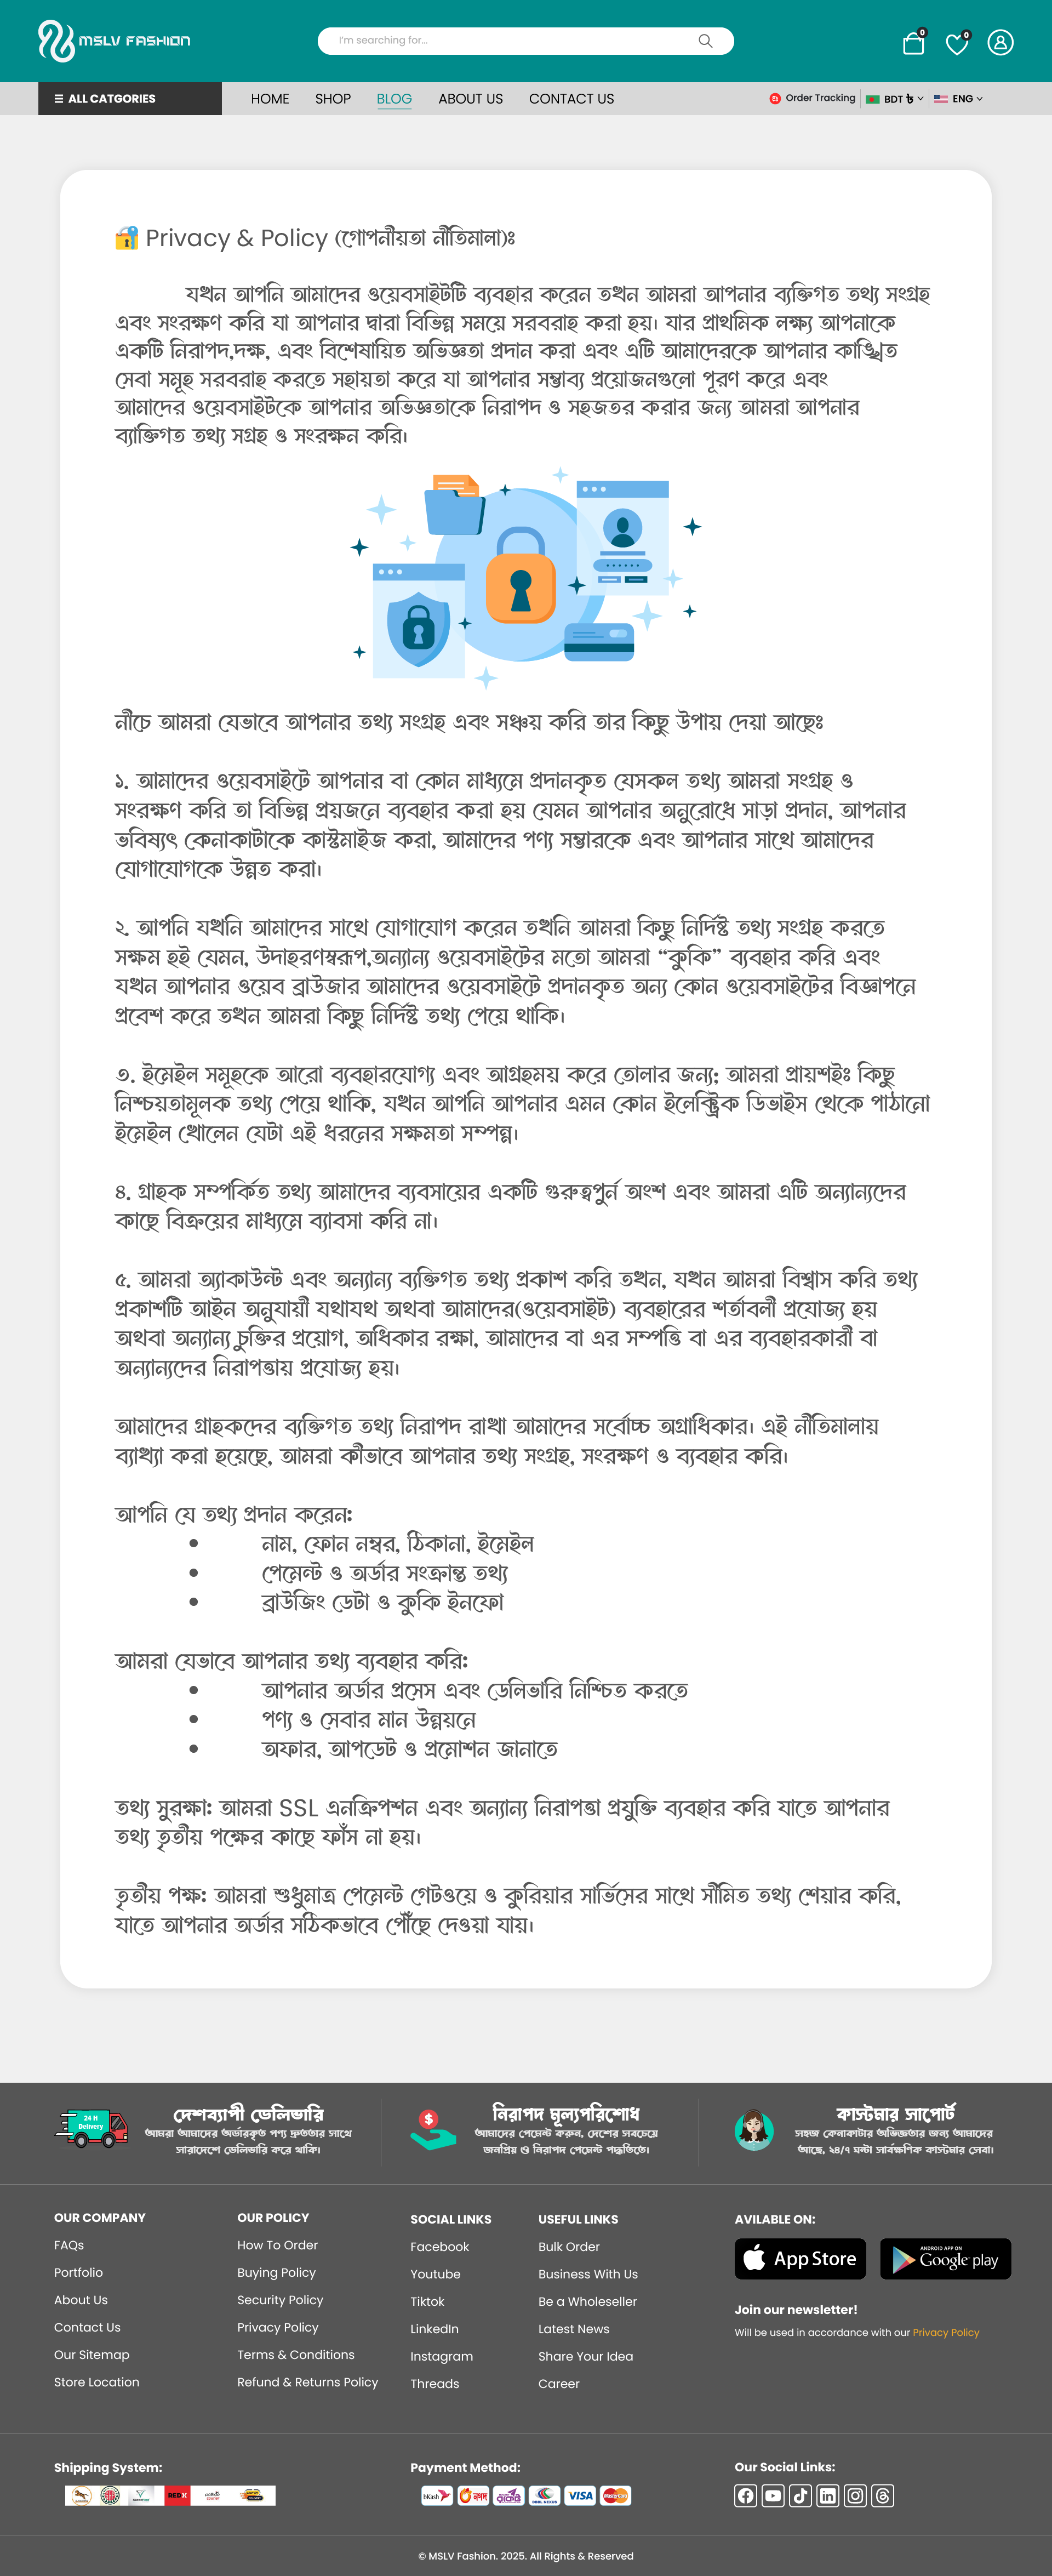 MSLV FASHION
I'm searching for...
0
0
☰ ALL CATGORIES
HOME
SHOP
BLOG
ABOUT US
CONTACT US
Order Tracking
BDT ৳
ENG
🔐 Privacy & Policy (গোপনীয়তা নীতিমালা)ঃ
যখন আপনি আমাদের ওয়েবসাইটটি ব্যবহার করেন তখন আমরা আপনার ব্যক্তিগত তথ্য সংগ্রহ
এবং সংরক্ষণ করি যা আপনার দ্বারা বিভিন্ন সময়ে সরবরাহ করা হয়। যার প্রাথমিক লক্ষ্য আপনাকে
একটি নিরাপদ,দক্ষ, এবং বিশেষায়িত অভিজ্ঞতা প্রদান করা এবং এটি আমাদেরকে আপনার কাঙ্খিত
সেবা সমূহ সরবরাহ করতে সহায়তা করে যা আপনার সম্ভাব্য প্রয়োজনগুলো পূরণ করে এবং
আমাদের ওয়েবসাইটকে আপনার অভিজ্ঞতাকে নিরাপদ ও সহজতর করার জন্য আমরা আপনার
ব্যাক্তিগত তথ্য সগ্রহ ও সংরক্ষন করি।
নীচে আমরা যেভাবে আপনার তথ্য সংগ্রহ এবং সঞ্চয় করি তার কিছু উপায় দেয়া আছেঃ
১. আমাদের ওয়েবসাইটে আপনার বা কোন মাধ্যমে প্রদানকৃত যেসকল তথ্য আমরা সংগ্রহ ও
সংরক্ষণ করি তা বিভিন্ন প্রয়জনে ব্যবহার করা হয় যেমন আপনার অনুরোধে সাড়া প্রদান, আপনার
ভবিষ্যৎ কেনাকাটাকে কাস্টমাইজ করা, আমাদের পণ্য সম্ভারকে এবং আপনার সাথে আমাদের
যোগাযোগকে উন্নত করা।
২. আপনি যখনি আমাদের সাথে যোগাযোগ করেন তখনি আমরা কিছু নির্দিষ্ট তথ্য সংগ্রহ করতে
সক্ষম হই যেমন, উদাহরণস্বরূপ,অন্যান্য ওয়েবসাইটের মতো আমরা “কুকি” ব্যবহার করি এবং
যখন আপনার ওয়েব ব্রাউজার আমাদের ওয়েবসাইটে প্রদানকৃত অন্য কোন ওয়েবসাইটের বিজ্ঞাপনে
প্রবেশ করে তখন আমরা কিছু নির্দিষ্ট তথ্য পেয়ে থাকি।
৩. ইমেইল সমূহকে আরো ব্যবহারযোগ্য এবং আগ্রহময় করে তোলার জন্য; আমরা প্রায়শইঃ কিছু
নিশ্চয়তামূলক তথ্য পেয়ে থাকি, যখন আপনি আপনার এমন কোন ইলেক্ট্রিক ডিভাইস থেকে পাঠানো
ইমেইল খোলেন যেটা এই ধরনের সক্ষমতা সম্পন্ন।
৪. গ্রাহক সম্পর্কিত তথ্য আমাদের ব্যবসায়ের একটি গুরুত্বপুর্ন অংশ এবং আমরা এটি অন্যান্যদের
কাছে বিক্রয়ের মাধ্যমে ব্যাবসা করি না।
৫. আমরা অ্যাকাউন্ট এবং অন্যান্য ব্যক্তিগত তথ্য প্রকাশ করি তখন, যখন আমরা বিশ্বাস করি তথ্য
প্রকাশটি আইন অনুযায়ী যথাযথ অথবা আমাদের(ওয়েবসাইট) ব্যবহারের শর্তাবলী প্রযোজ্য হয়
অথবা অন্যান্য চুক্তির প্রয়োগ, অধিকার রক্ষা, আমাদের বা এর সম্পত্তি বা এর ব্যবহারকারী বা
অন্যান্যদের নিরাপত্তায় প্রযোজ্য হয়।
আমাদের গ্রাহকদের ব্যক্তিগত তথ্য নিরাপদ রাখা আমাদের সর্বোচ্চ অগ্রাধিকার। এই নীতিমালায়
ব্যাখ্যা করা হয়েছে, আমরা কীভাবে আপনার তথ্য সংগ্রহ, সংরক্ষণ ও ব্যবহার করি।
আপনি যে তথ্য প্রদান করেন:
• নাম, ফোন নম্বর, ঠিকানা, ইমেইল
• পেমেন্ট ও অর্ডার সংক্রান্ত তথ্য
• ব্রাউজিং ডেটা ও কুকি ইনফো
আমরা যেভাবে আপনার তথ্য ব্যবহার করি:
• আপনার অর্ডার প্রসেস এবং ডেলিভারি নিশ্চিত করতে
• পণ্য ও সেবার মান উন্নয়নে
• অফার, আপডেট ও প্রমোশন জানাতে
তথ্য সুরক্ষা: আমরা SSL এনক্রিপশন এবং অন্যান্য নিরাপত্তা প্রযুক্তি ব্যবহার করি যাতে আপনার
তথ্য তৃতীয় পক্ষের কাছে ফাঁস না হয়।
তৃতীয় পক্ষ: আমরা শুধুমাত্র পেমেন্ট গেটওয়ে ও কুরিয়ার সার্ভিসের সাথে সীমিত তথ্য শেয়ার করি,
যাতে আপনার অর্ডার সঠিকভাবে পৌঁছে দেওয়া যায়।
24 H
Delivery
দেশব্যাপী ডেলিভারি
আমরা আমাদের অর্ডারকৃত পণ্য দ্রুততার সাথে
সারাদেশে ডেলিভারি করে থাকি।
নিরাপদ মূল্যপরিশোধ
আমাদের পেমেন্ট করুন, দেশের সবচেয়ে
জনপ্রিয় ও নিরাপদ পেমেন্ট পদ্ধতিতে।
কাস্টমার সাপোর্ট
সহজ কেনাকাটার অভিজ্ঞতার জন্য আমাদের
আছে, ২৪/৭ ঘন্টা সার্বক্ষণিক কাস্টমার সেবা।
OUR COMPANY
FAQs
Portfolio
About Us
Contact Us
Our Sitemap
Store Location
OUR POLICY
How To Order
Buying Policy
Security Policy
Privacy Policy
Terms & Conditions
Refund & Returns Policy
SOCIAL LINKS
Facebook
Youtube
Tiktok
LinkedIn
Instagram
Threads
USEFUL LINKS
Bulk Order
Business With Us
Be a Wholeseller
Latest News
Share Your Idea
Career
AVILABLE ON:
App Store
ANDROID APP ON
Google play
Join our newsletter!
Will be used in accordance with our Privacy Policy
Shipping System:
REDX
Payment Method:
bKash
নগদ
VISA
MasterCard
Our Social Links:
© MSLV Fashion. 2025. All Rights & Reserved